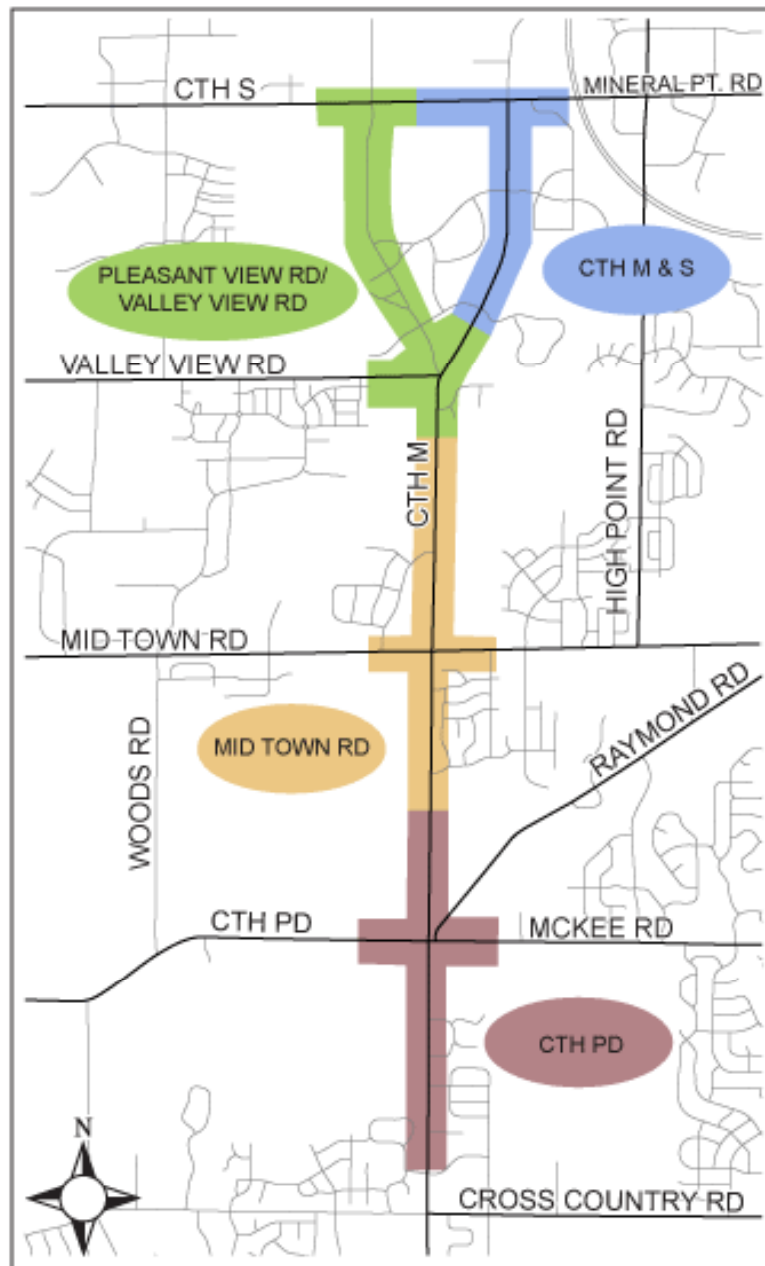 CTH S
MINERAL PT. RD
PLEASANT VIEW RD/
VALLEY VIEW RD
CTH M & S
VALLEY VIEW RD
CTH M
HIGH POINT RD
MID TOWN RD
RAYMOND RD
MID TOWN RD
WOODS RD
CTH PD
MCKEE RD
CTH PD
N
CROSS COUNTRY RD